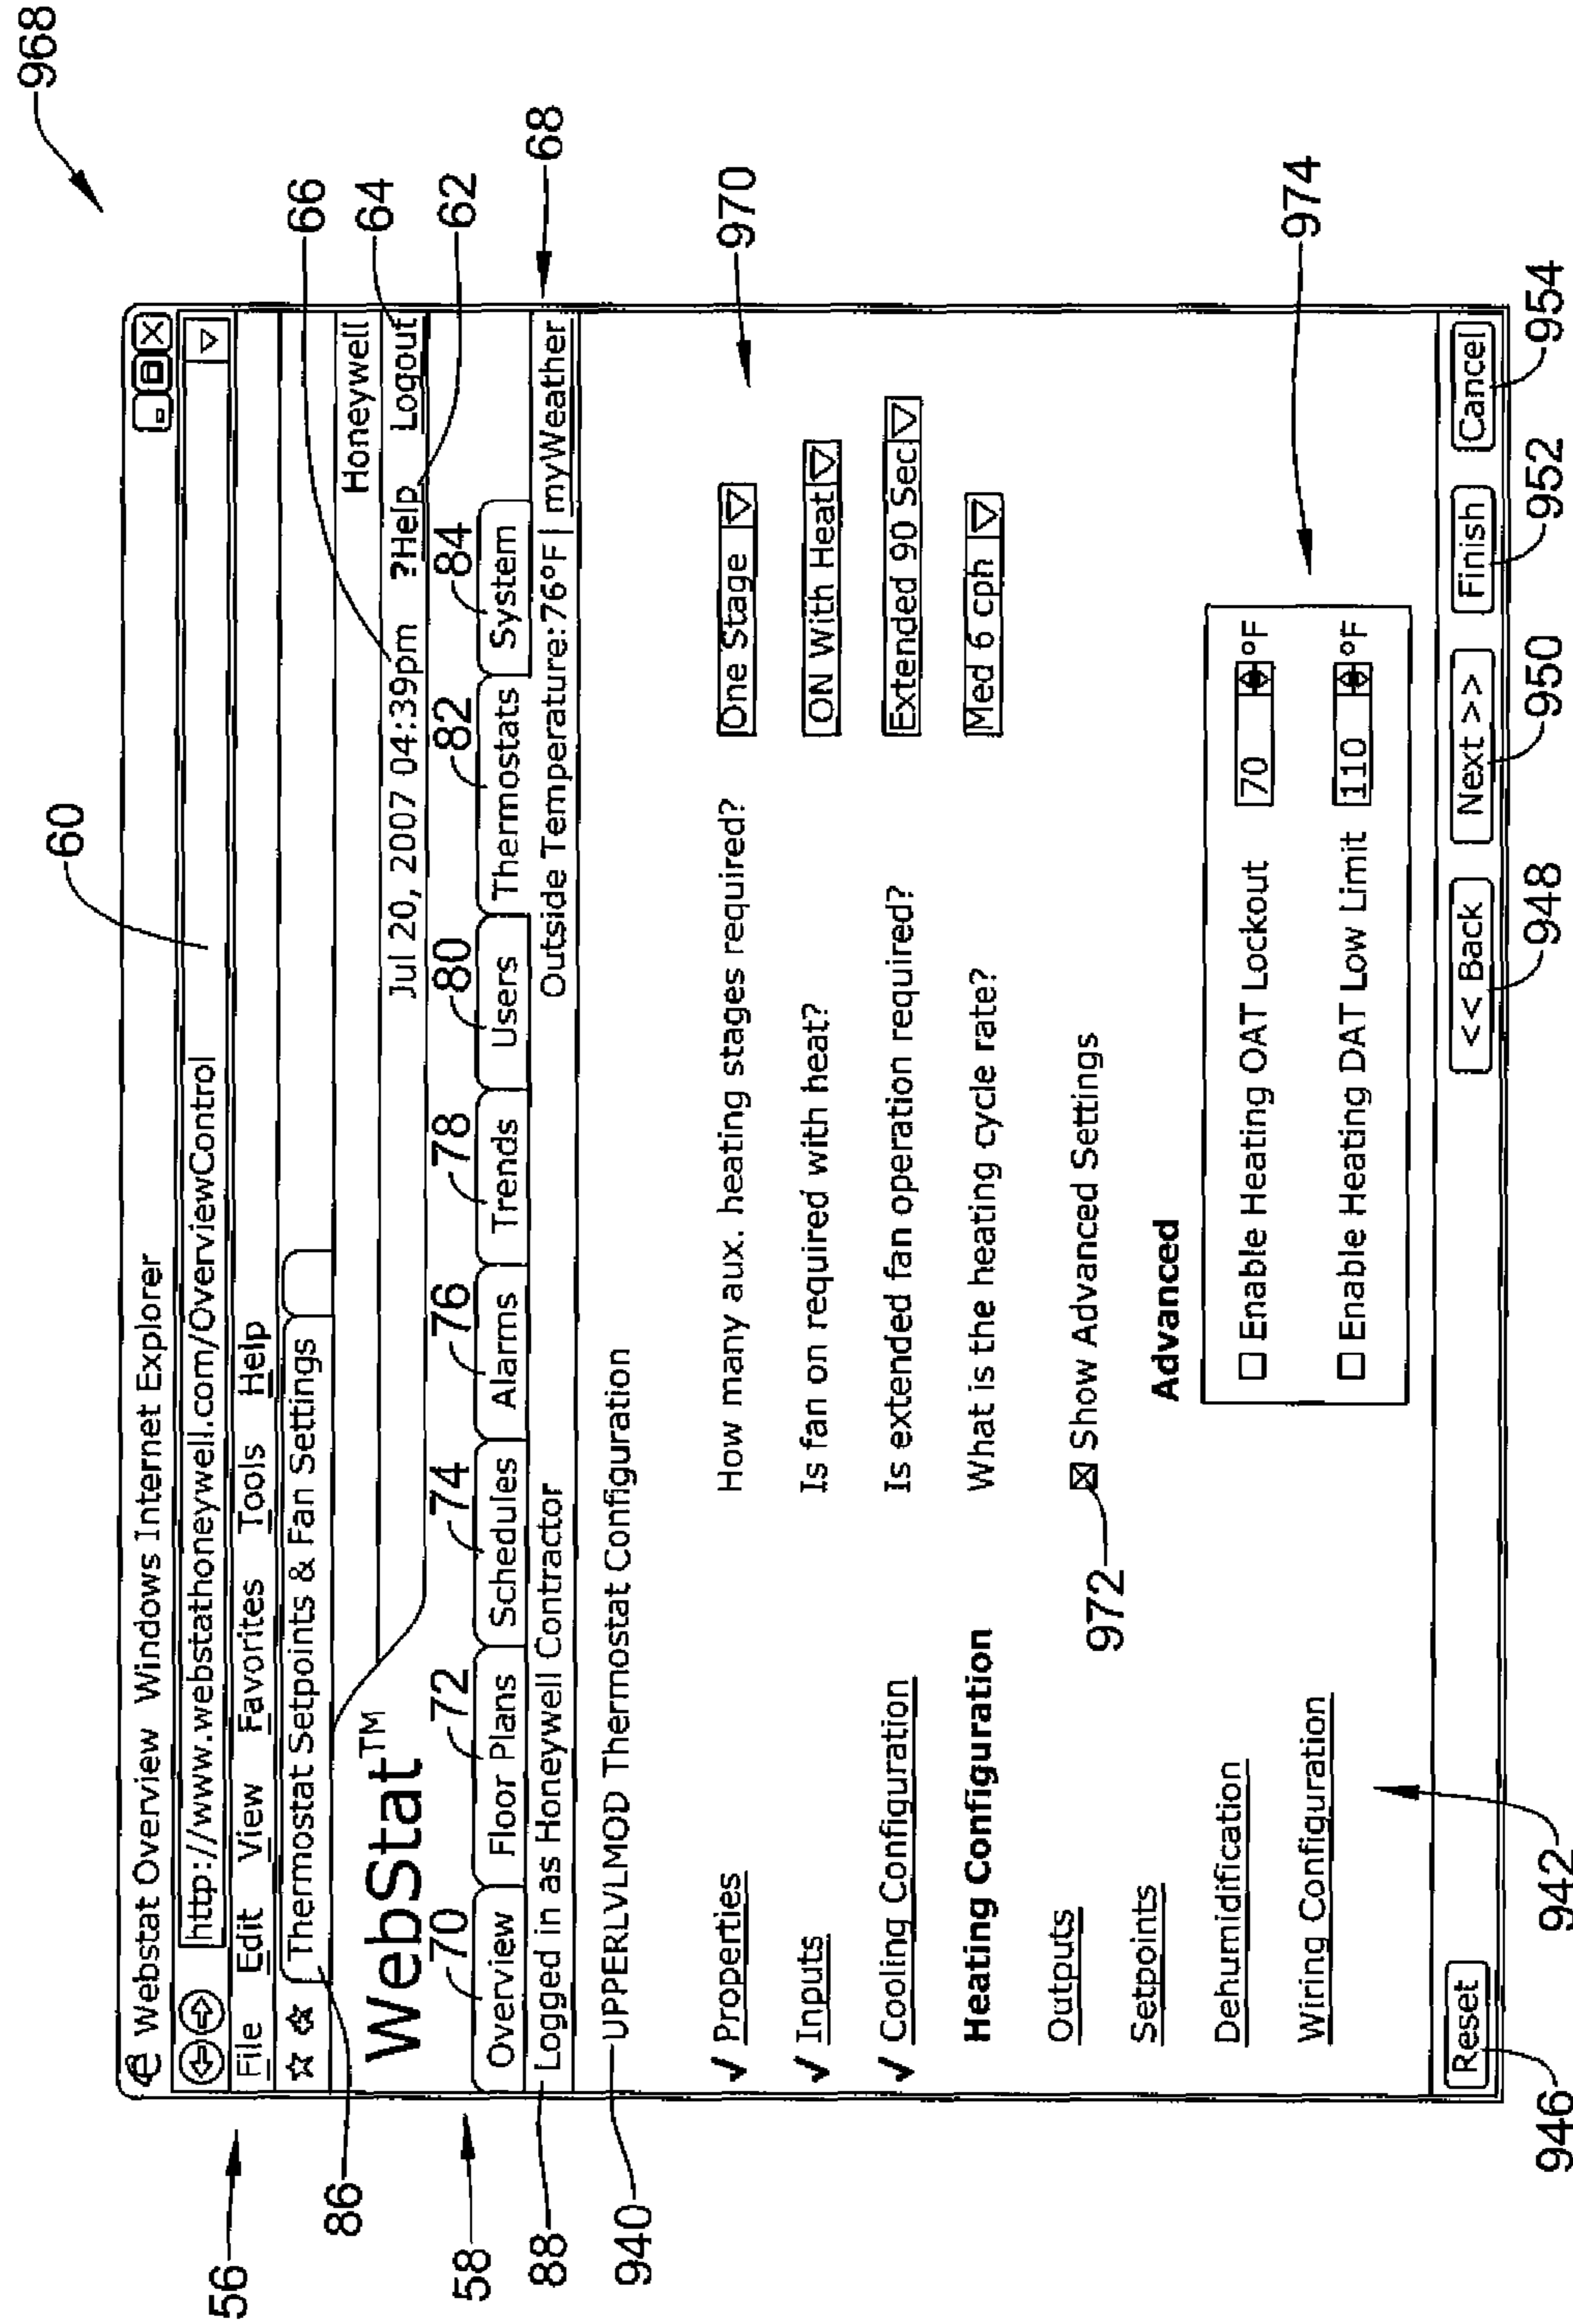 968
60
Webstat Overview Windows Internet Explorer
http://www.webstathoneywell.com/OverviewControl
56
File Edit View Favorites Tools Help
Thermostat Setpoints & Fan Settings
86
66
Honeywell
WebStat™
Jul 20, 2007 04:39pm ?Help Logout
64
62
58
70 72 74 76 78 80 82 84
Overview Floor Plans Schedules Alarms Trends Users Thermostats System
88
Logged in as Honeywell Contractor Outside Temperature:76°F | myWeather
68
940
UPPERLVLMOD Thermostat Configuration
✓ Properties
✓ Inputs
✓ Cooling Configuration
Heating Configuration
Outputs
Setpoints
Dehumidification
Wiring Configuration
942
970
How many aux. heating stages required? One Stage
Is fan on required with heat? ON With Heat
Is extended fan operation required? Extended 90 Sec
What is the heating cycle rate? Med 6 cph
972
Show Advanced Settings
Advanced
974
Enable Heating OAT Lockout 70 °F
Enable Heating DAT Low Limit 110 °F
Reset << Back Next >> Finish Cancel
946 948 950 952 954